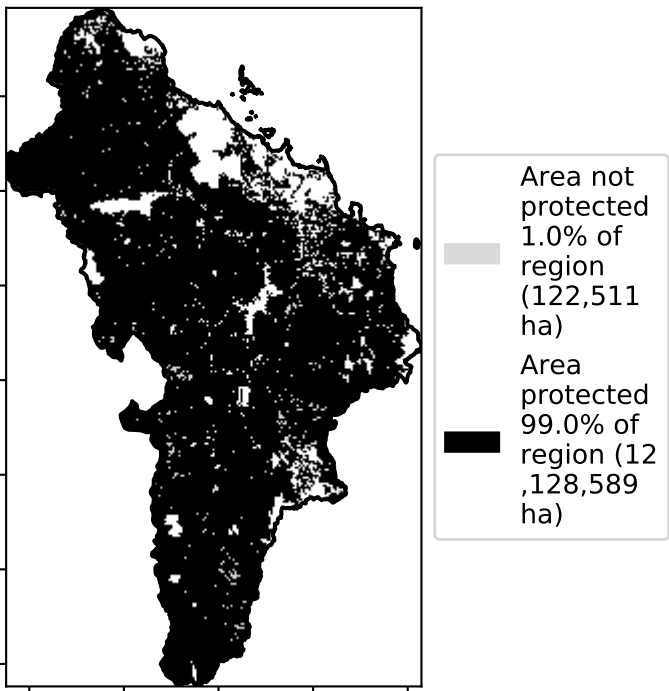 Area not
protected
1.0% of
region
(122,511
ha)
Area
protected
99.0% of
region (12
,128,589
ha)